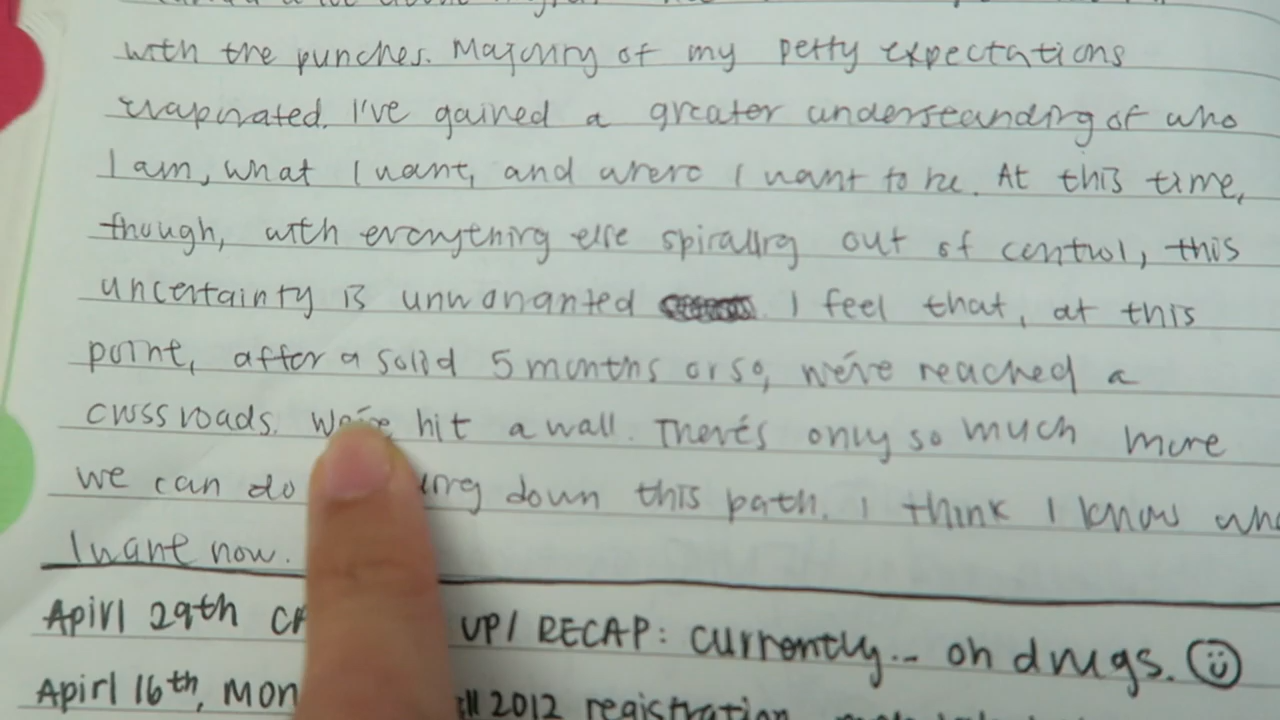 with the punches. Majority of my petty expectations
evaporated. I've gained a greater understanding of who
I am, what I want, and where I want to be. At this time,
though, with everything else spiraling out of control, this
uncertainty is unwarranted I feel that, at this
point, after a solid 5 months or so, we've reached a
crossroads. We've hit a wall. There's only so much more
we can do down this path. I think I know
I want now.
Apirl 29th UP/ RECAP: currently... on drugs.
Apirl 16th, MON 2012 registration